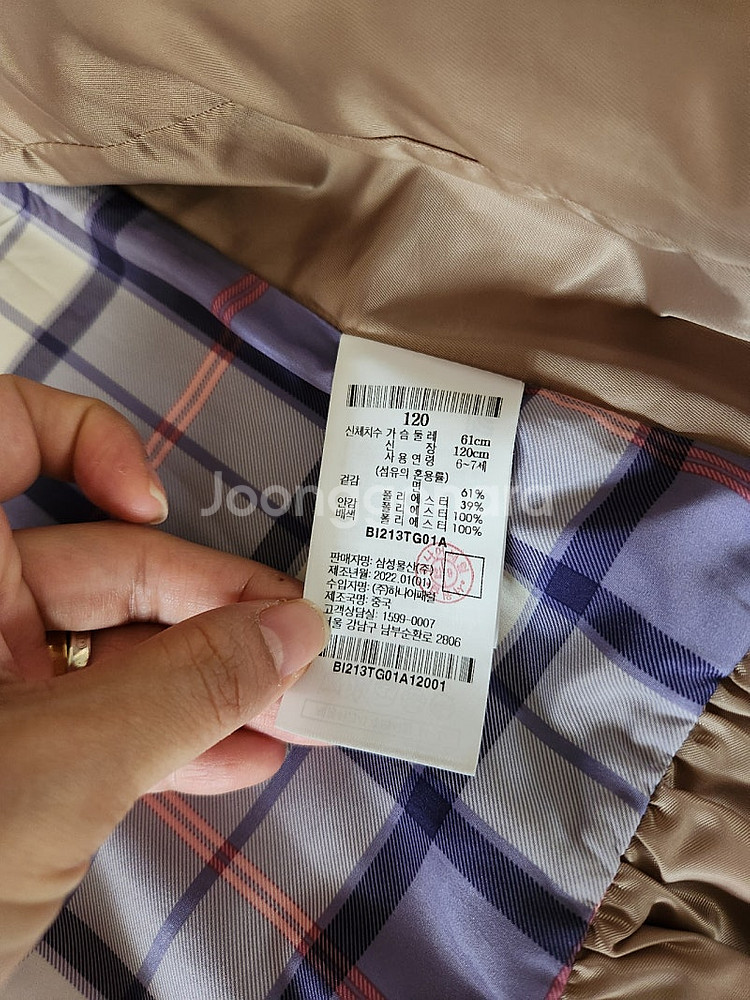 120
신체치수 가 슴 둘 레 61cm
신 장 120cm
사 용 연 령 6~7세
(섬유의 혼용률)
겉감 면 61%
폴 리 에 스 터 39%
안감 폴 리 에 스 터 100%
배색 폴 리 에 스 터 100%
Joongonara
BI213TG01A
판매자명: 삼성물산(주)
제조년월: 2022.01(01)
수입자명: (주)하나어패럴
제조국명: 중국
고객상담실: 1599-0007
서울 강남구 남부순환로 2806
BI213TG01A12001